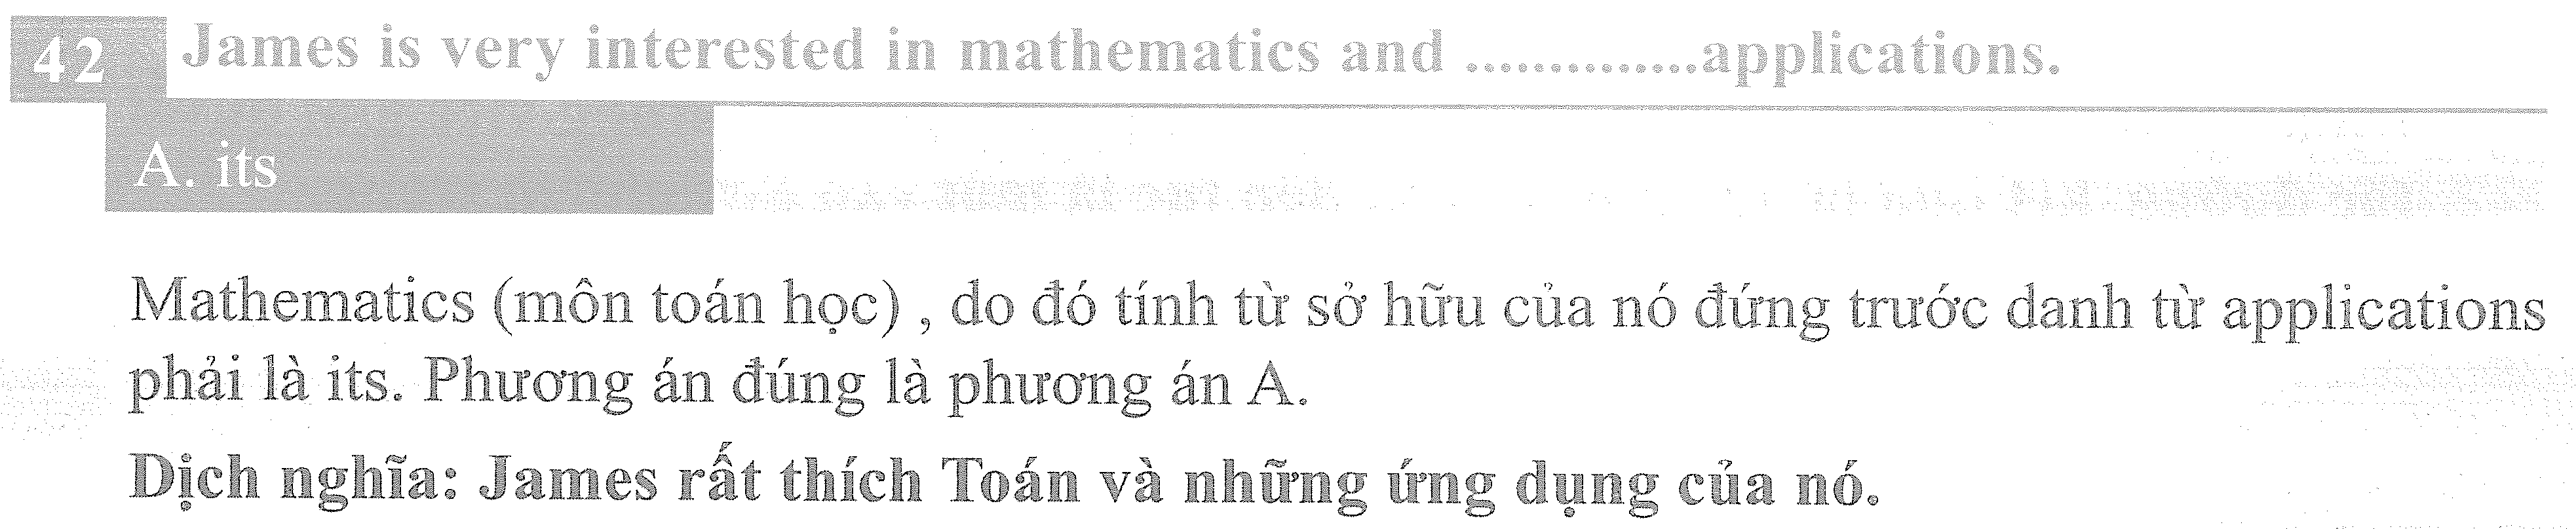 42 James is very interested in mathematics and ..............applications.
A. its
Mathematics (môn toán học) , do đó tính từ sở hữu của nó đứng trước danh từ applications
phải là its. Phương án đúng là phương án A.
Dịch nghĩa: James rất thích Toán và những ứng dụng của nó.